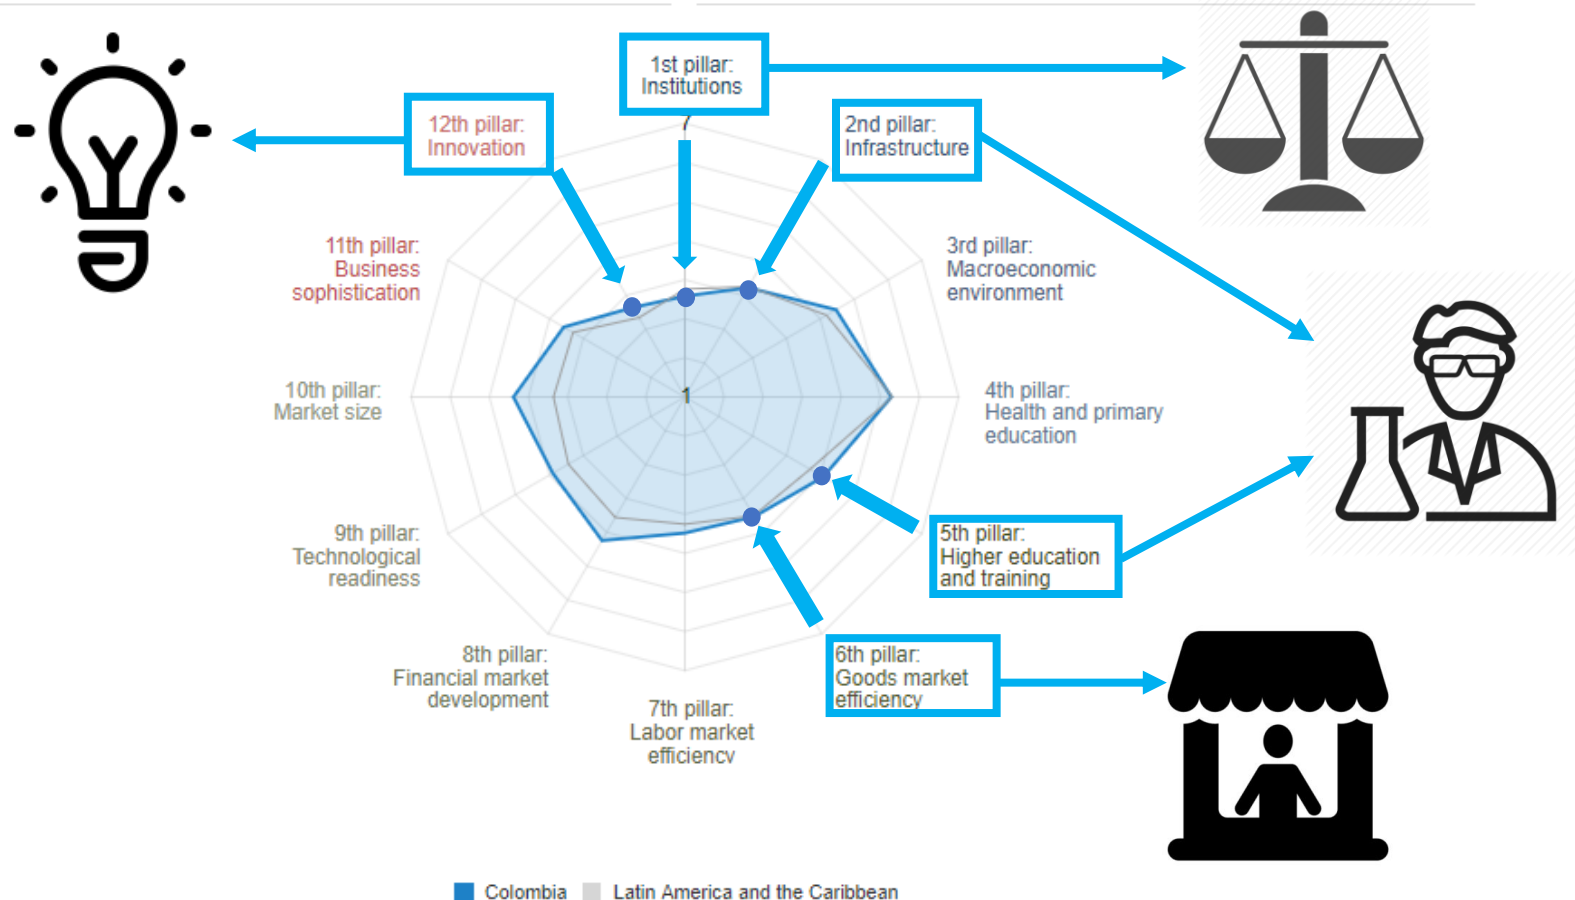 1st pillar:
Institutions
7
12th pillar:
Innovation
2nd pillar:
Infrastructure
11th pillar:
Business
sophistication
3rd pillar:
Macroeconomic
environment
10th pillar:
Market size
1
4th pillar:
Health and primary
education
9th pillar:
Technological
readiness
5th pillar:
Higher education
and training
8th pillar:
Financial market
development
6th pillar:
Goods market
efficiency
7th pillar:
Labor market
efficiency
Colombia
Latin America and the Caribbean